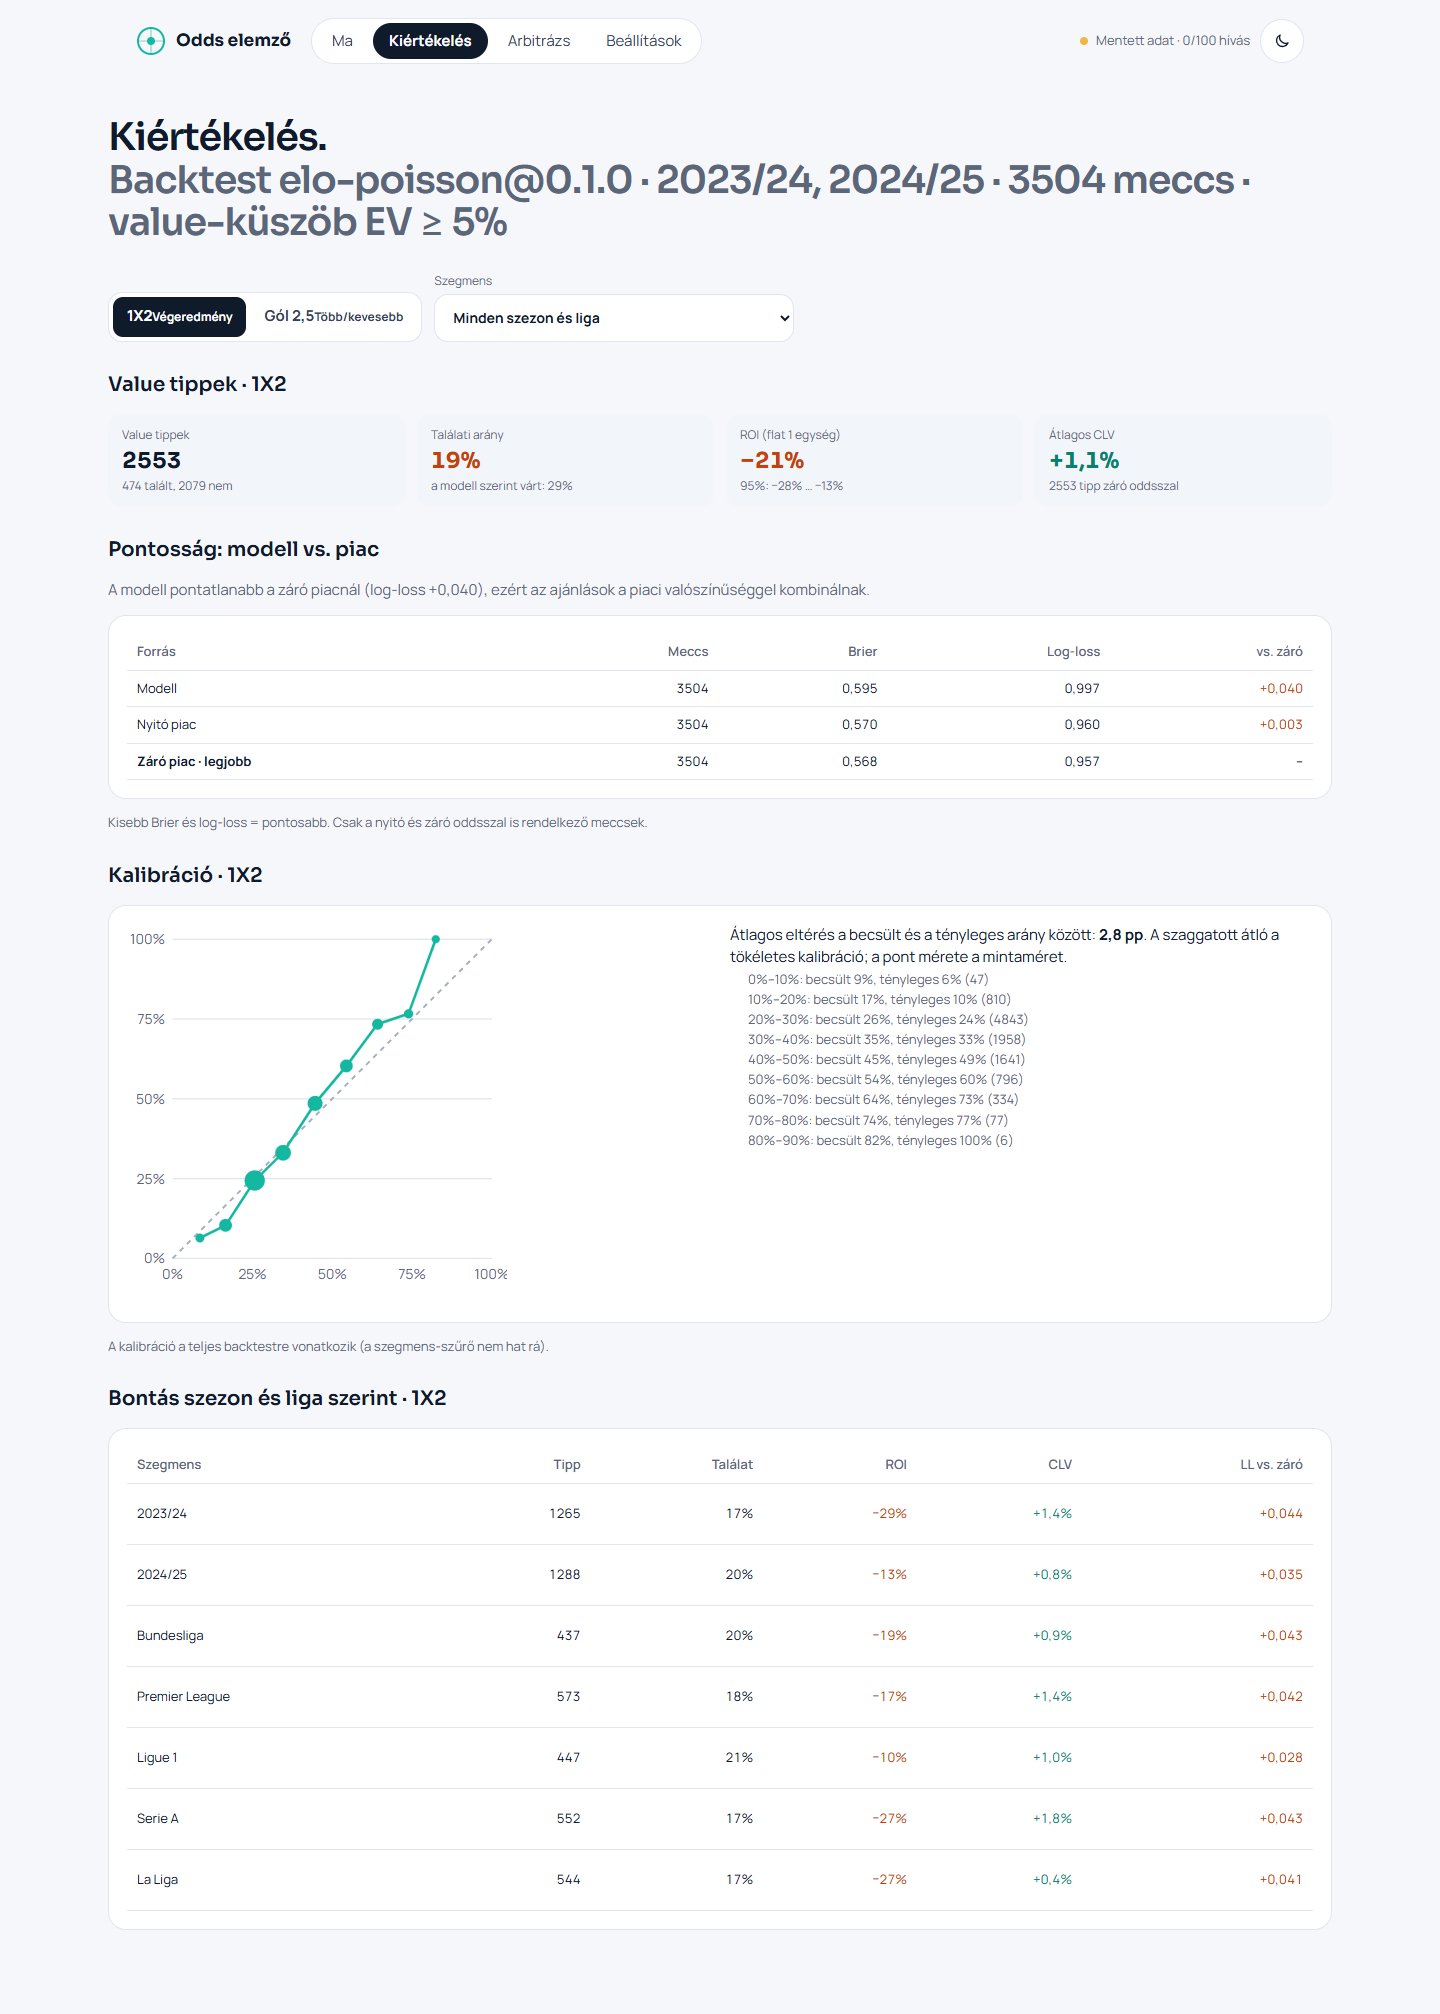 Odds elemző
Ma
Kiértékelés
Arbitrázs
Beállítások
Mentett adat · 0/100 hívás
Kiértékelés.
Backtest elo-poisson@0.1.0 · 2023/24, 2024/25 · 3504 meccs ·
value-küszöb EV ≥ 5%
Szegmens
1X2Végeredmény
Gól 2,5Több/kevesebb
Minden szezon és liga
Value tippek · 1X2
Value tippek
2553
474 talált, 2079 nem
Találati arány
19%
a modell szerint várt: 29%
ROI (flat 1 egység)
−21%
95%: −28% … −13%
Átlagos CLV
+1,1%
2553 tipp záró oddsszal
Pontosság: modell vs. piac
A modell pontatlanabb a záró piacnál (log-loss +0,040), ezért az ajánlások a piaci valószínűséggel kombinálnak.
Forrás Meccs Brier Log-loss vs. záró
Modell 3504 0,595 0,997 +0,040
Nyitó piac 3504 0,570 0,960 +0,003
Záró piac · legjobb 3504 0,568 0,957 –
Kisebb Brier és log-loss = pontosabb. Csak a nyitó és záró oddsszal is rendelkező meccsek.
Kalibráció · 1X2
100%
75%
50%
25%
0%
0% 25% 50% 75% 100%
Átlagos eltérés a becsült és a tényleges arány között: 2,8 pp. A szaggatott átló a
tökéletes kalibráció; a pont mérete a mintaméret.
0%–10%: becsült 9%, tényleges 6% (47)
10%–20%: becsült 17%, tényleges 10% (810)
20%–30%: becsült 26%, tényleges 24% (4843)
30%–40%: becsült 35%, tényleges 33% (1958)
40%–50%: becsült 45%, tényleges 49% (1641)
50%–60%: becsült 54%, tényleges 60% (796)
60%–70%: becsült 64%, tényleges 73% (334)
70%–80%: becsült 74%, tényleges 77% (77)
80%–90%: becsült 82%, tényleges 100% (6)
A kalibráció a teljes backtestre vonatkozik (a szegmens-szűrő nem hat rá).
Bontás szezon és liga szerint · 1X2
Szegmens Tipp Találat ROI CLV LL vs. záró
2023/24 1265 17% −29% +1,4% +0,044
2024/25 1288 20% −13% +0,8% +0,035
Bundesliga 437 20% −19% +0,9% +0,043
Premier League 573 18% −17% +1,4% +0,042
Ligue 1 447 21% −10% +1,0% +0,028
Serie A 552 17% −27% +1,8% +0,043
La Liga 544 17% −27% +0,4% +0,041